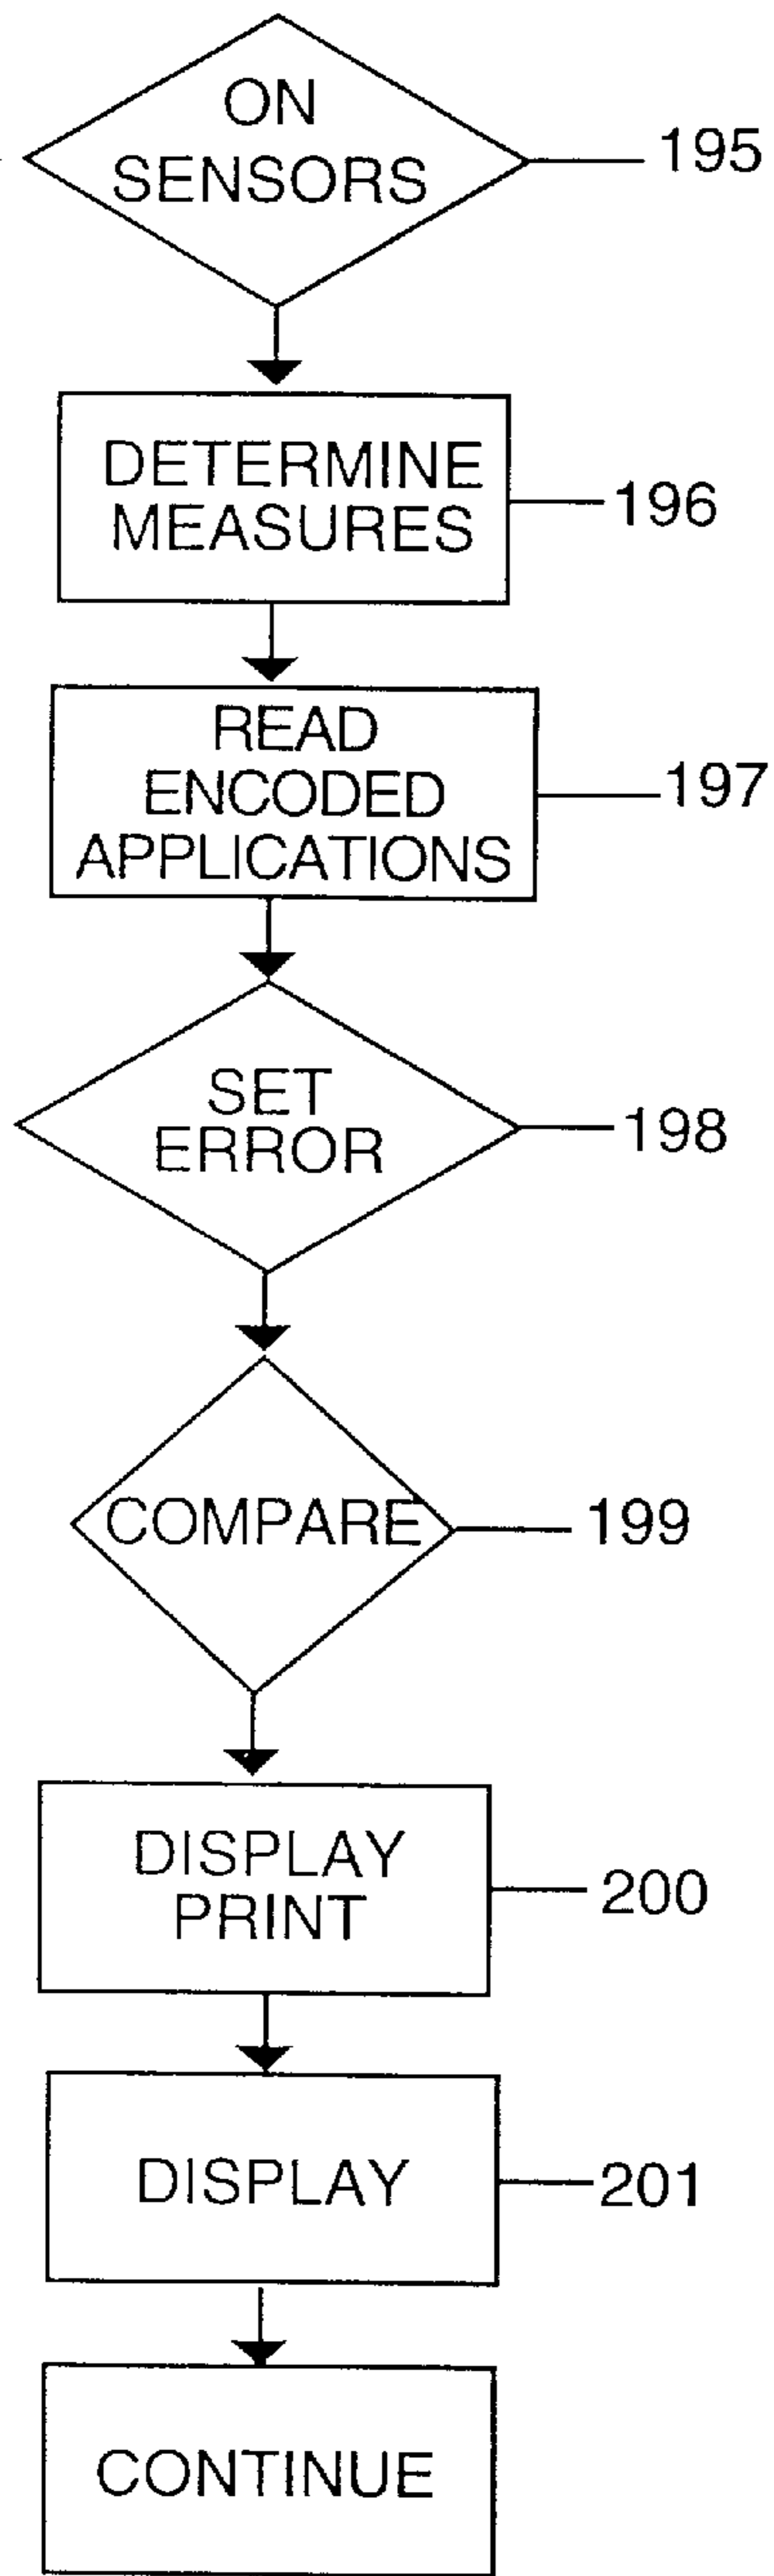 ON
SENSORS
195
DETERMINE
MEASURES
196
READ
ENCODED
APPLICATIONS
197
SET
ERROR
198
COMPARE
199
DISPLAY
PRINT
200
DISPLAY
201
CONTINUE